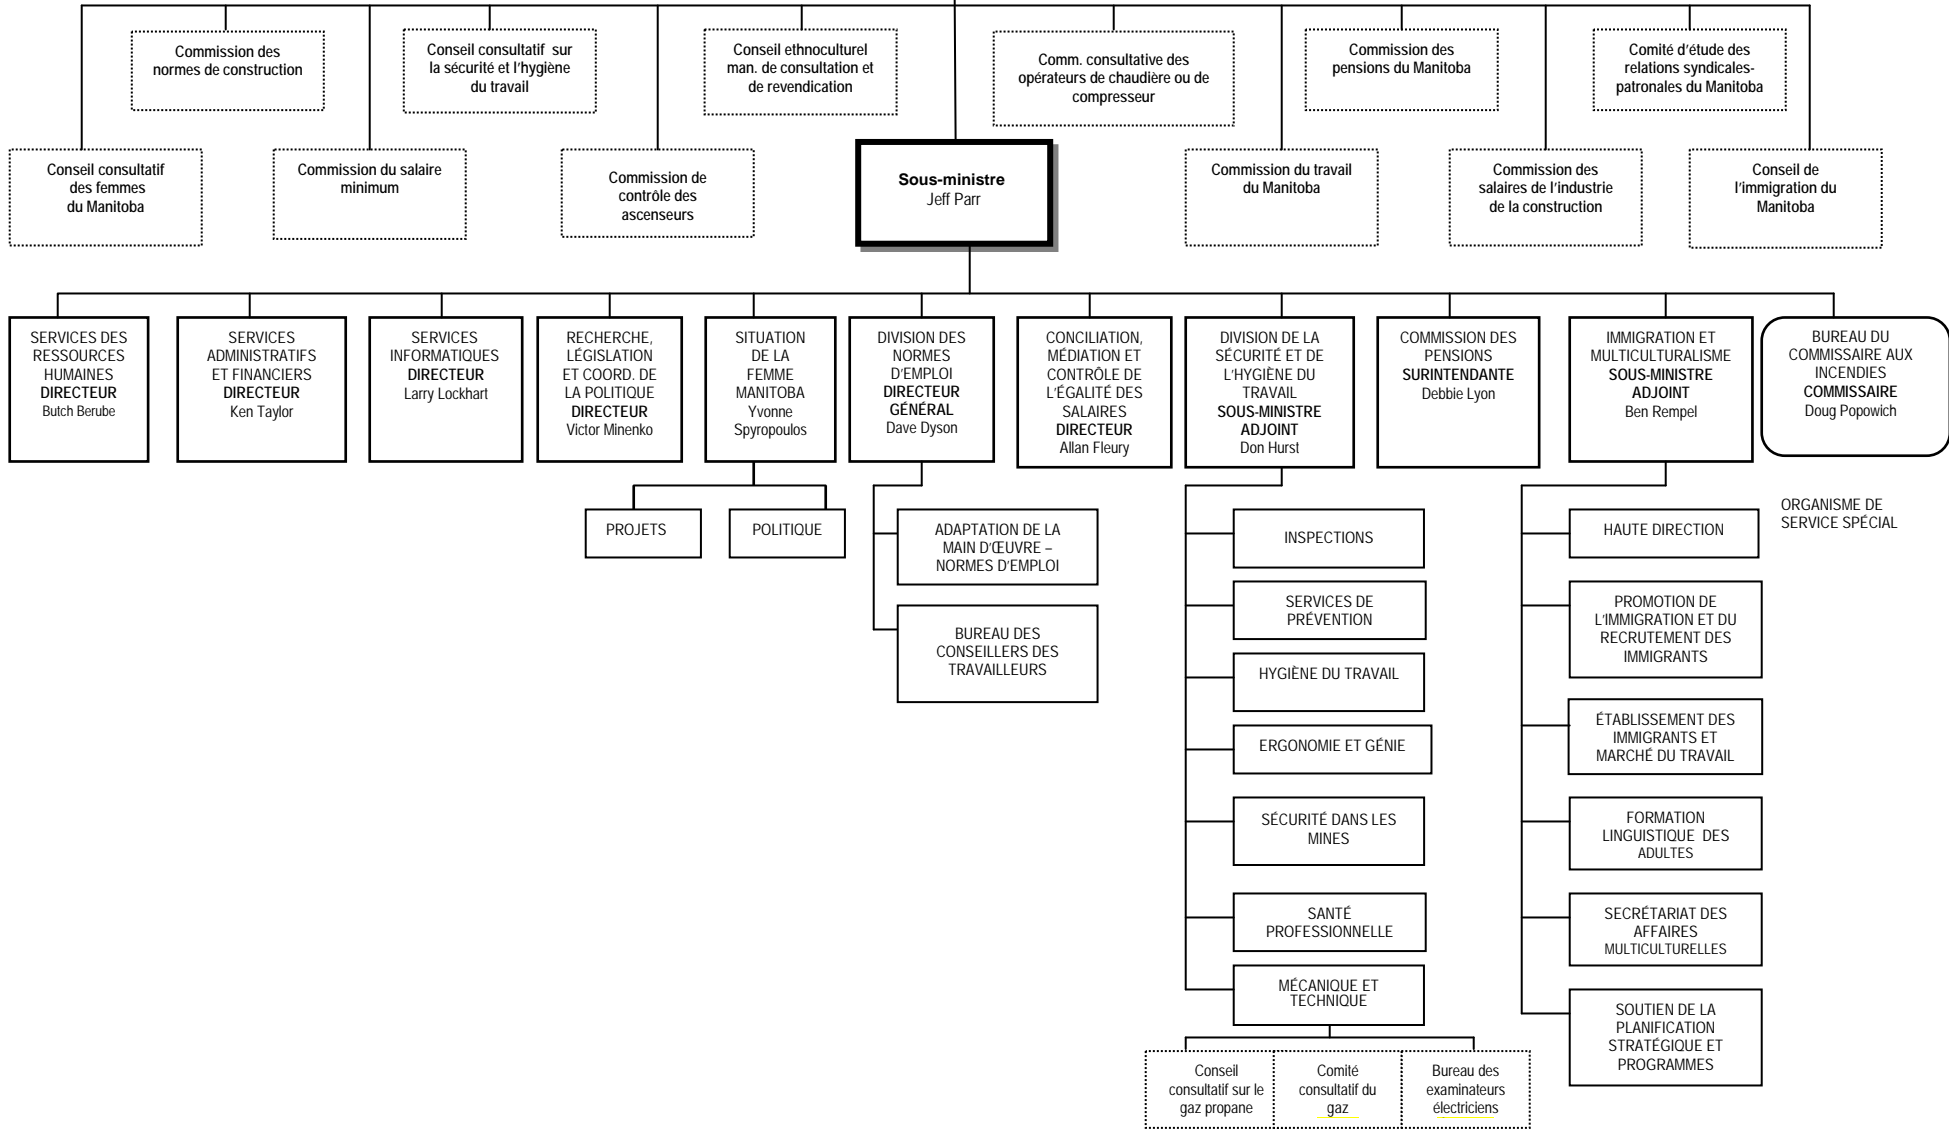 Commission des
normes de construction
Conseil consultatif sur
la sécurité et l'hygiène
du travail
Conseil ethnoculturel
man. de consultation et
de revendication
Comm. consultative des
opérateurs de chaudière ou de
compresseur
Commission des
pensions du Manitoba
Comité d'étude des
relations syndicales-
patronales du Manitoba
Conseil consultatif
des femmes
du Manitoba
Commission du salaire
minimum
Commission de
contrôle des
ascenseurs
Sous-ministre
Jeff Parr
Commission du travail
du Manitoba
Commission des
salaires de l'industrie
de la construction
Conseil de
l'immigration du
Manitoba
SERVICES DES
RESSOURCES
HUMAINES
DIRECTEUR
Butch Berube
SERVICES
ADMINISTRATIFS
ET FINANCIERS
DIRECTEUR
Ken Taylor
SERVICES
INFORMATIQUES
DIRECTEUR
Larry Lockhart
RECHERCHE,
LÉGISLATION
ET COORD. DE
LA POLITIQUE
DIRECTEUR
Victor Minenko
SITUATION
DE LA
FEMME
MANITOBA
Yvonne
Spyropoulos
DIVISION DES
NORMES
D'EMPLOI
DIRECTEUR
GÉNÉRAL
Dave Dyson
CONCILIATION,
MÉDIATION ET
CONTRÔLE DE
L'ÉGALITÉ DES
SALAIRES
DIRECTEUR
Allan Fleury
DIVISION DE LA
SÉCURITÉ ET DE
L'HYGIÈNE DU
TRAVAIL
SOUS-MINISTRE
ADJOINT
Don Hurst
COMMISSION DES
PENSIONS
SURINTENDANTE
Debbie Lyon
IMMIGRATION ET
MULTICULTURALISME
SOUS-MINISTRE
ADJOINT
Ben Rempel
BUREAU DU
COMMISSAIRE AUX
INCENDIES
COMMISSAIRE
Doug Popowich
PROJETS
POLITIQUE
ADAPTATION DE LA
MAIN D'ŒUVRE –
NORMES D'EMPLOI
BUREAU DES
CONSEILLERS DES
TRAVAILLEURS
INSPECTIONS
SERVICES DE
PRÉVENTION
HYGIÈNE DU TRAVAIL
ERGONOMIE ET GÉNIE
SÉCURITÉ DANS LES
MINES
SANTÉ
PROFESSIONNELLE
MÉCANIQUE ET
TECHNIQUE
Conseil
consultatif sur le
gaz propane
Comité
consultatif du
gaz
Bureau des
examinateurs
électriciens
HAUTE DIRECTION
PROMOTION DE
L'IMMIGRATION ET DU
RECRUTEMENT DES
IMMIGRANTS
ÉTABLISSEMENT DES
IMMIGRANTS ET
MARCHÉ DU TRAVAIL
FORMATION
LINGUISTIQUE DES
ADULTES
SECRÉTARIAT DES
AFFAIRES
MULTICULTURELLES
SOUTIEN DE LA
PLANIFICATION
STRATÉGIQUE ET
PROGRAMMES
ORGANISME DE
SERVICE SPÉCIAL